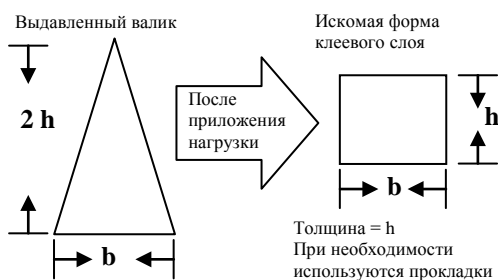 Выдавленный валик
Искомая форма
клеевого слоя
2 h
После
приложения
нагрузки
h
b
b
Толщина = h
При необходимости
используются прокладки